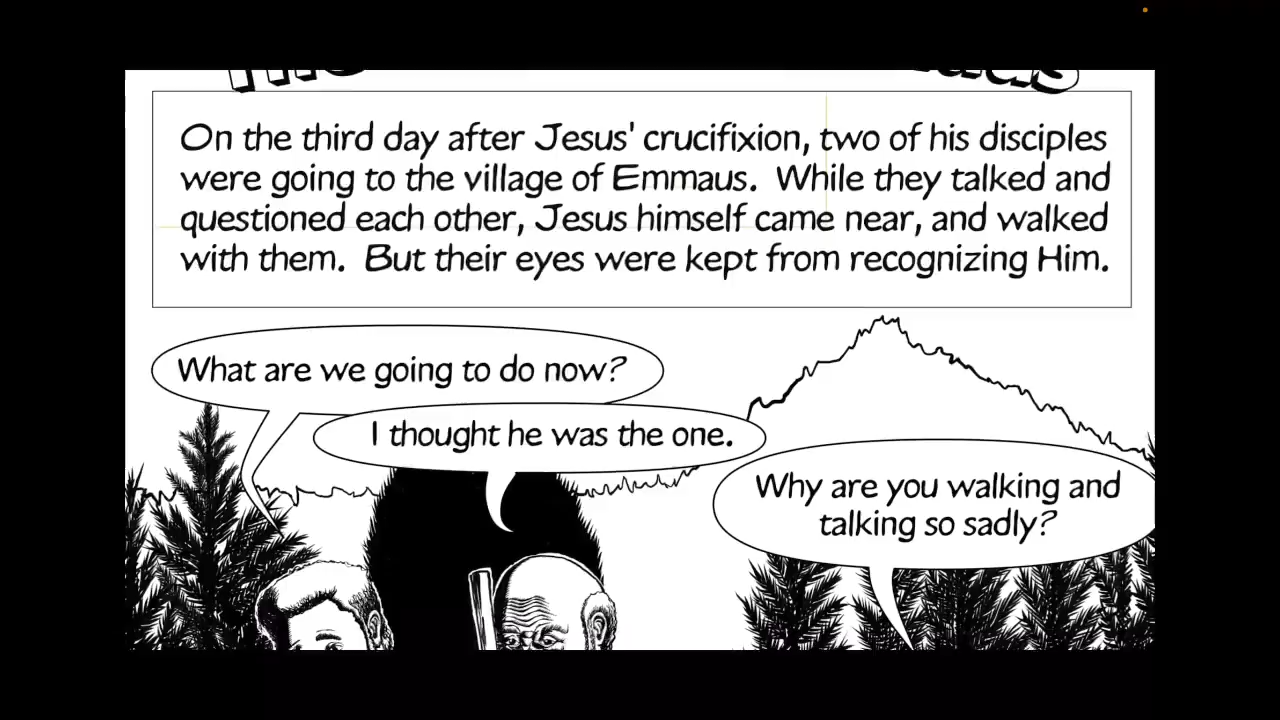 On the third day after Jesus' crucifixion, two of his disciples
were going to the village of Emmaus. While they talked and
questioned each other, Jesus himself came near, and walked
with them. But their eyes were kept from recognizing Him.
What are we going to do now?
I thought he was the one.
Why are you walking and
talking so sadly?